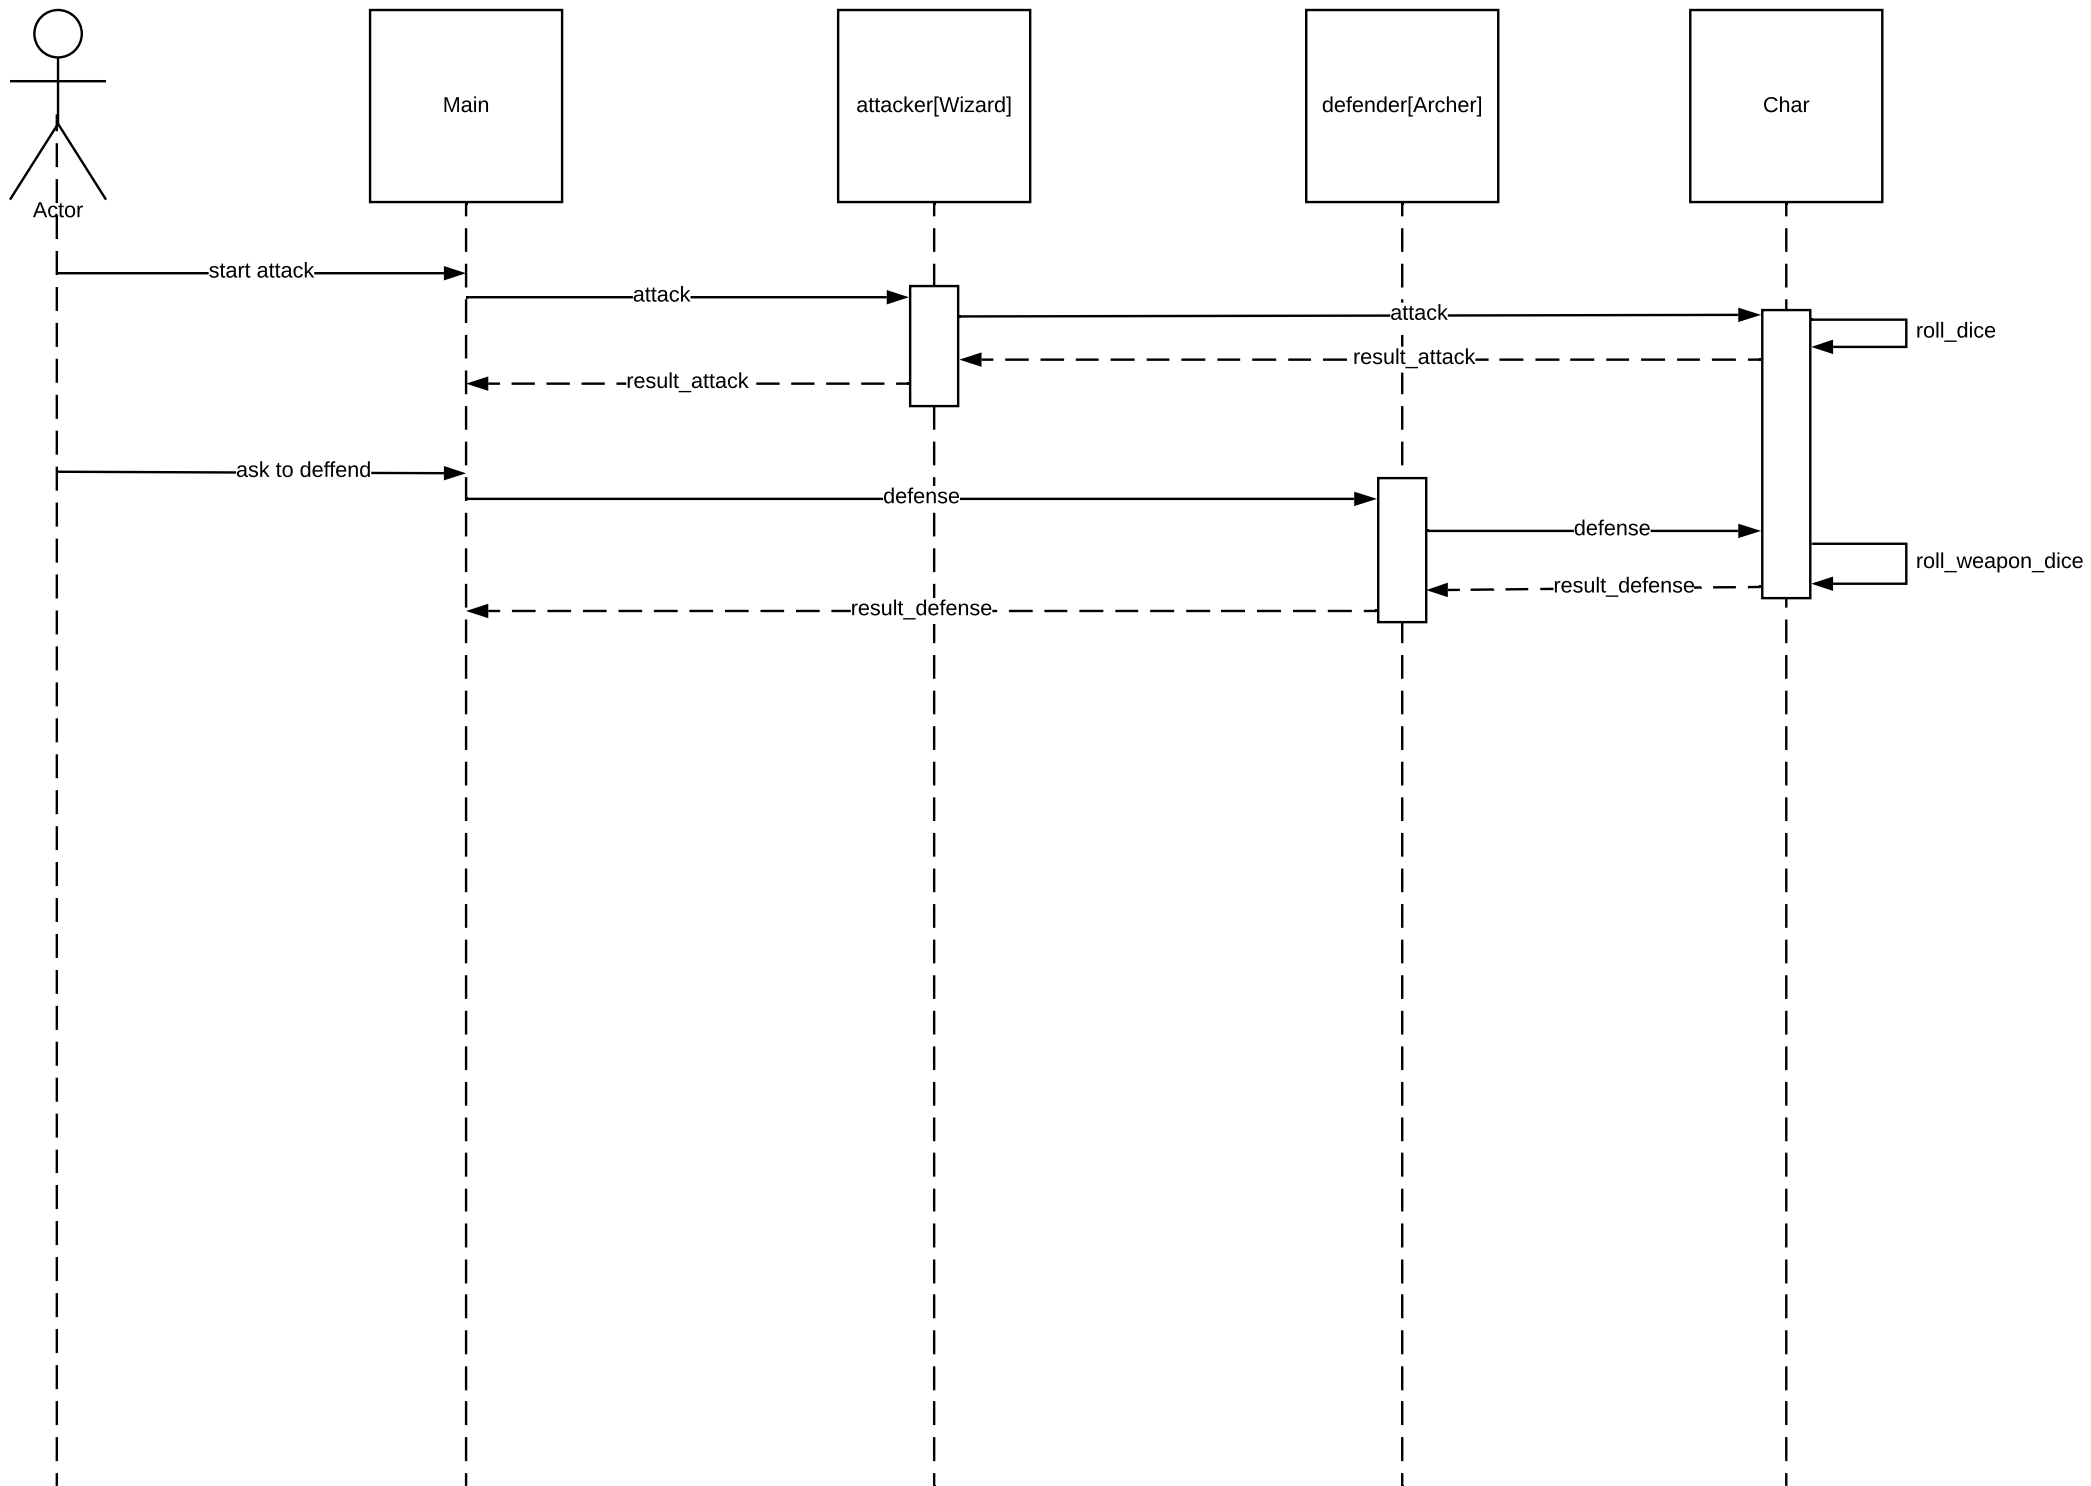 Main
attacker[Wizard]
defender[Archer]
Char
Actor
start attack
attack
attack
roll_dice
result_attack
result_attack
ask to deffend
defense
defense
roll_weapon_dice
result_defense
result_defense